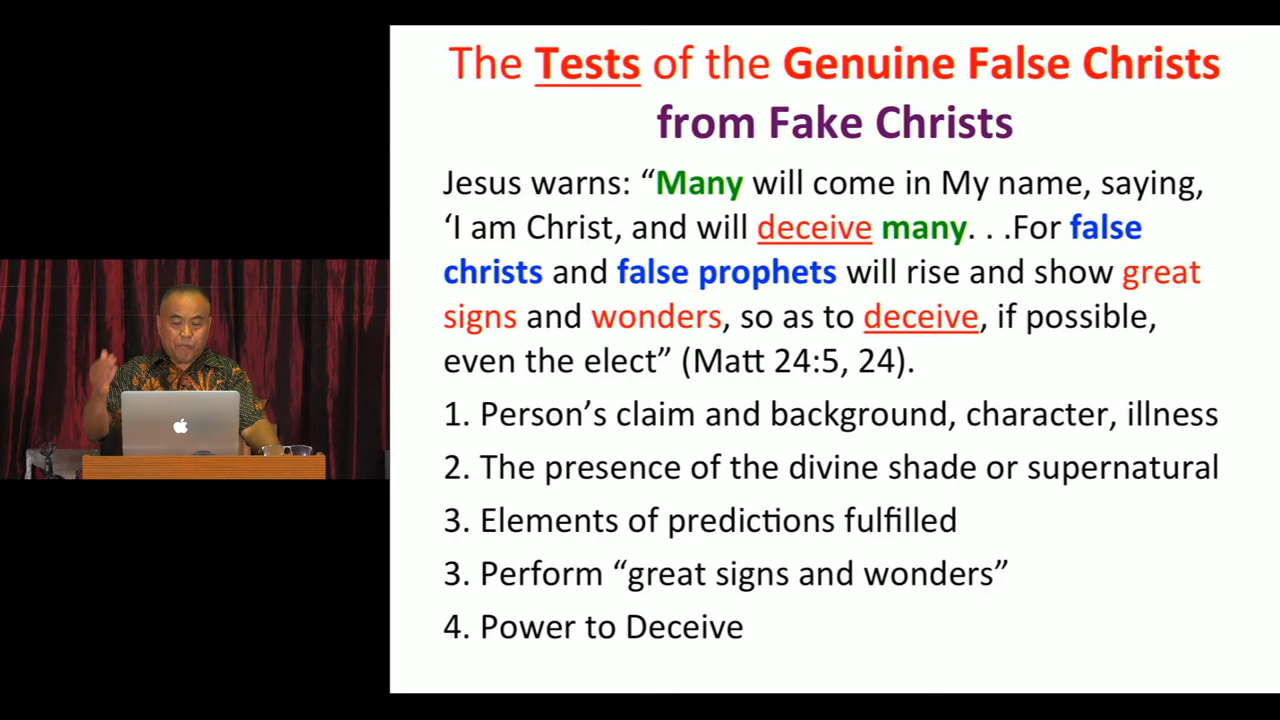 The Tests of the Genuine False Christs
from Fake Christs
Jesus warns: “Many will come in My name, saying,
‘I am Christ, and will deceive many. . .For false
christs and false prophets will rise and show great
signs and wonders, so as to deceive, if possible,
even the elect” (Matt 24:5, 24).
1. Person’s claim and background, character, illness
2. The presence of the divine shade or supernatural
3. Elements of predictions fulfilled
3. Perform “great signs and wonders”
4. Power to Deceive